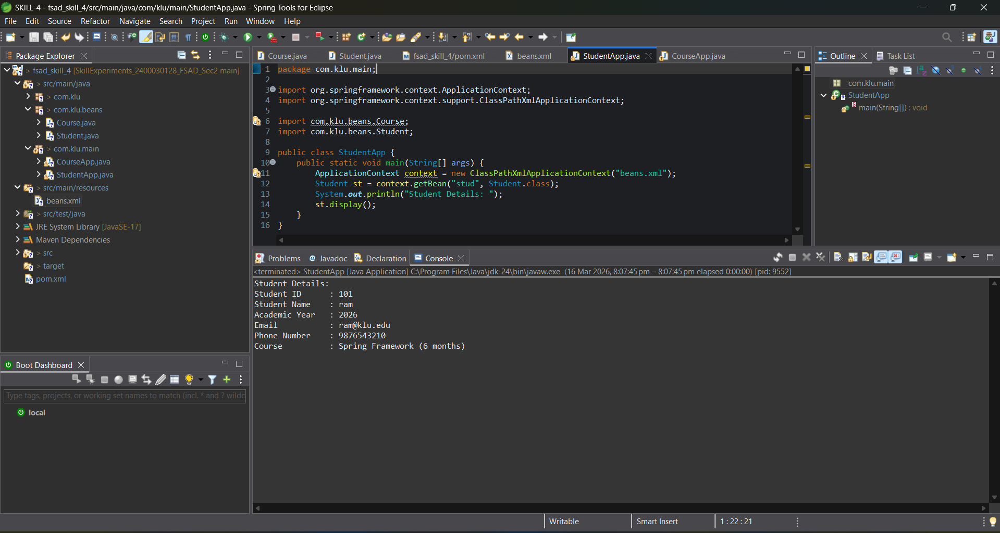 SKILL-4 - fsad_skill_4/src/main/java/com/klu/main/StudentApp.java - Spring Tools for Eclipse
File Edit Source Refactor Navigate Search Project Run Window Help
Package Explorer
> fsad_skill_4 [SkillExperiments_2400030128_FSAD_Sec2 main]
> src/main/java
> com.klu
> com.klu.beans
Course.java
Student.java
> com.klu.main
CourseApp.java
StudentApp.java
> src/main/resources
beans.xml
> src/test/java
JRE System Library [JavaSE-17]
Maven Dependencies
> src
> target
pom.xml
Boot Dashboard
Type tags, projects, or working set names to match (incl. * and ? wildc
local
Course.java Student.java fsad_skill_4/pom.xml beans.xml StudentApp.java CourseApp.java
1 package com.klu.main;
2
3 import org.springframework.context.ApplicationContext;
4 import org.springframework.context.support.ClassPathXmlApplicationContext;
5
6 import com.klu.beans.Course;
7 import com.klu.beans.Student;
8
9 public class StudentApp {
10 public static void main(String[] args) {
11 ApplicationContext context = new ClassPathXmlApplicationContext("beans.xml");
12 Student st = context.getBean("stud", Student.class);
13 System.out.println("Student Details: ");
14 st.display();
15 }
16 }
Outline Task List
com.klu.main
StudentApp
main(String[]) : void
Problems @ Javadoc Declaration Console
<terminated> StudentApp [Java Application] C:\Program Files\Java\jdk-24\bin\javaw.exe (16 Mar 2026, 8:07:45 pm – 8:07:45 pm elapsed 0:00:00) [pid: 9552]
Student Details:
Student ID : 101
Student Name : ram
Academic Year : 2026
Email : ram@klu.edu
Phone Number : 9876543210
Course : Spring Framework (6 months)
Writable Smart Insert 1 : 22 : 21